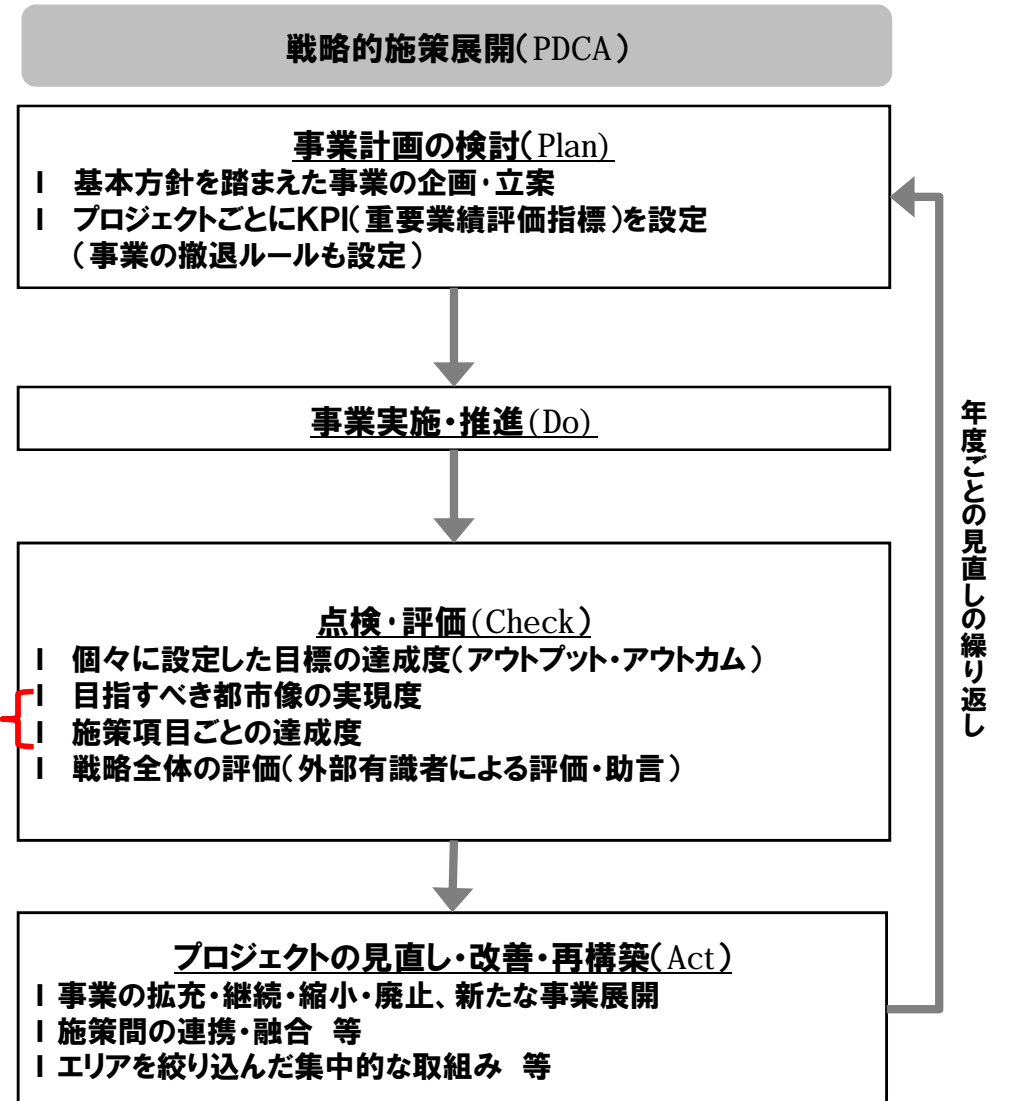 戦略的施策展開(PDCA)
事業計画の検討(Plan)
l 基本方針を踏まえた事業の企画・立案
l プロジェクトごとにKPI(重要業績評価指標)を設定
(事業の撤退ルールも設定)
事業実施・推進(Do)
点検・評価(Check)
l 個々に設定した目標の達成度(アウトプット・アウトカム)
l 目指すべき都市像の実現度
l 施策項目ごとの達成度
l 戦略全体の評価(外部有識者による評価・助言)
プロジェクトの見直し・改善・再構築(Act)
l 事業の拡充・継続・縮小・廃止、新たな事業展開
l 施策間の連携・融合 等
l エリアを絞り込んだ集中的な取組み 等
年度ごとの見直しの繰り返し